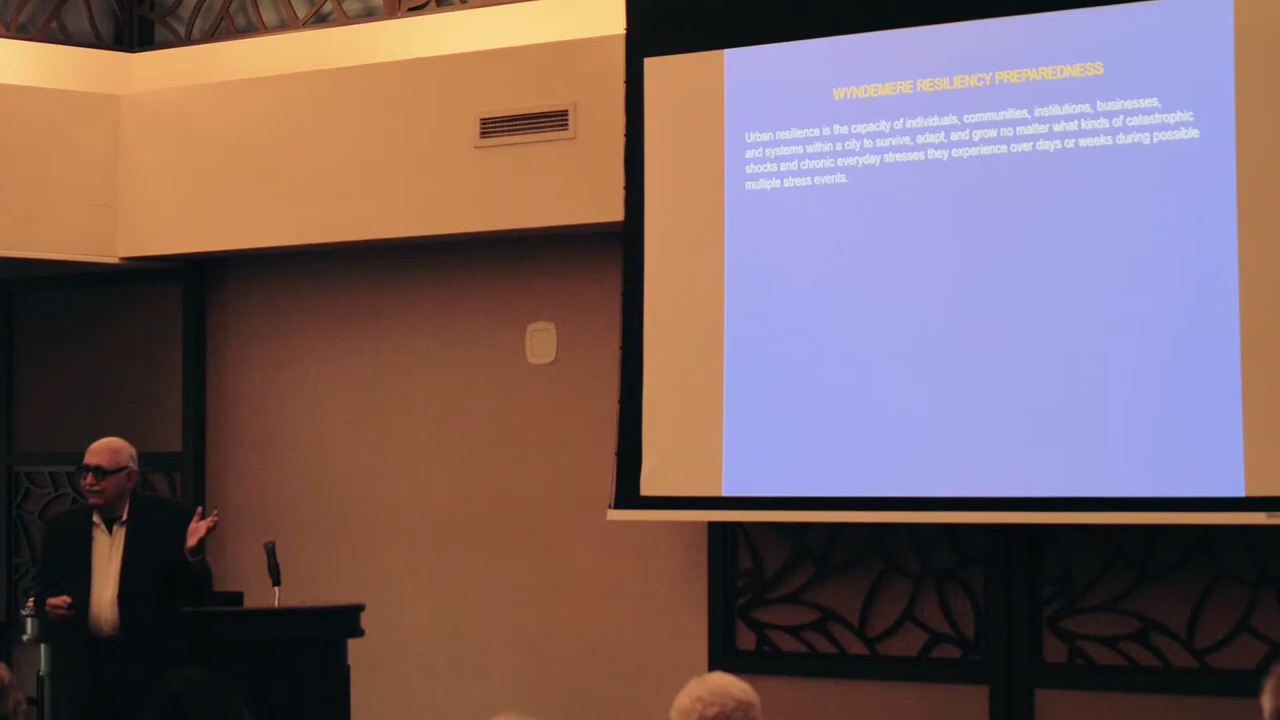 WYNDEMERE RESILIENCY PREPAREDNESS
Urban resilience is the capacity of individuals, communities, institutions, businesses,
and systems within a city to survive, adapt, and grow no matter what kinds of catastrophic
shocks and chronic everyday stresses they experience over days or weeks during possible
multiple stress events.